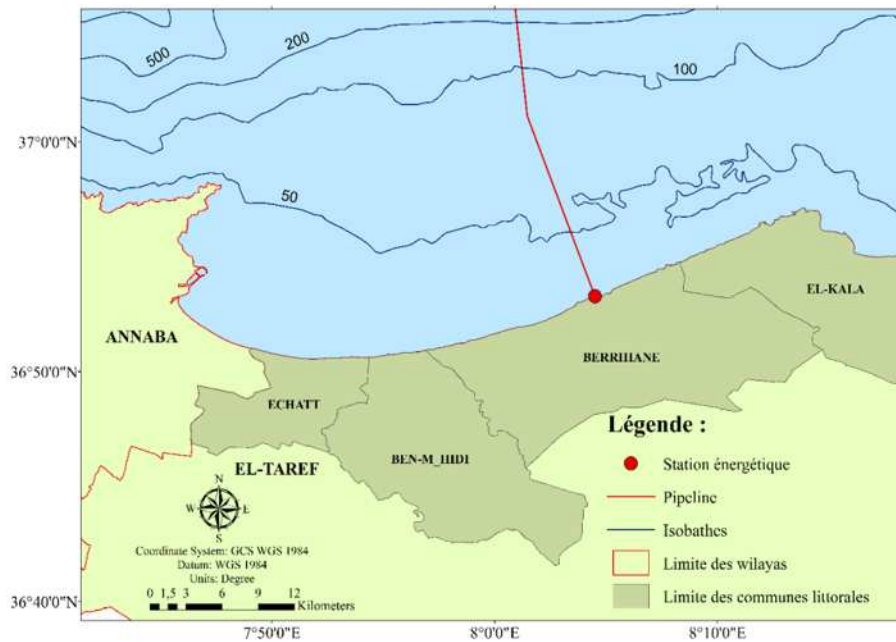 500
200
100
50
37°0'0"N
36°50'0"N
36°40'0"N
ANNABA
EL-KALA
BERRIHANE
ECHATT
BEN-M_HIDI
EL-TAREF
N
W
E
S
Coordinate System: GCS WGS 1984
Datum: WGS 1984
Units: Degree
0 1,5 3 6 9 12
Kilometers
Légende :
Station énergétique
Pipeline
Isobathes
Limite des wilayas
Limite des communes littorales
7°50'0"E
8°0'0"E
8°10'0"E